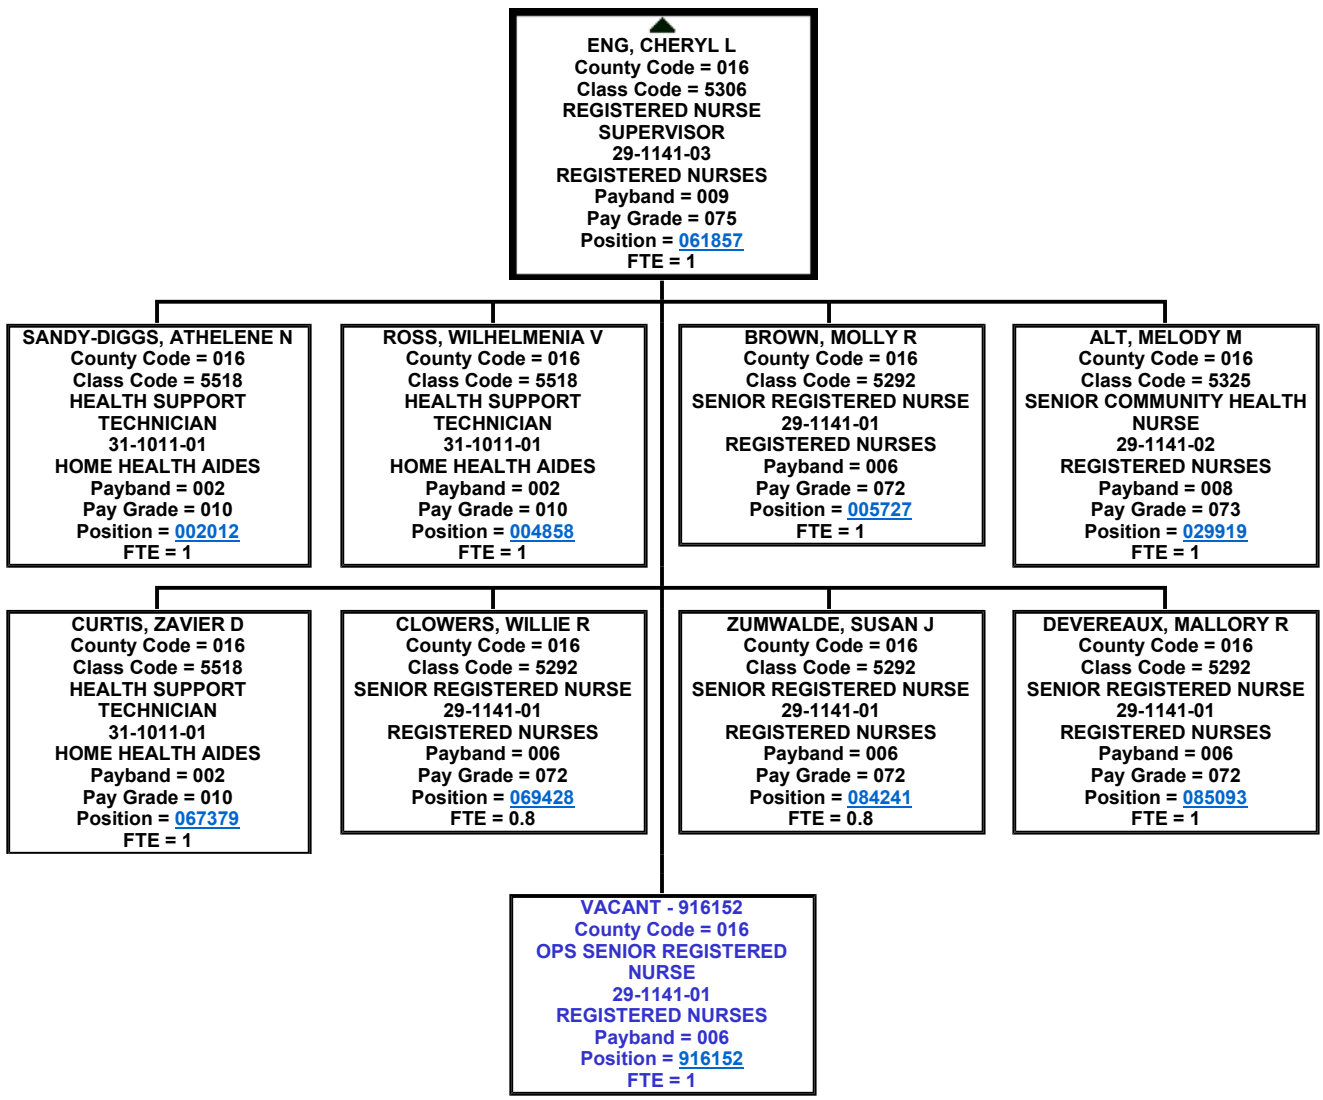 ENG, CHERYL L
County Code = 016
Class Code = 5306
REGISTERED NURSE
SUPERVISOR
29-1141-03
REGISTERED NURSES
Payband = 009
Pay Grade = 075
Position = 061857
FTE = 1
SANDY-DIGGS, ATHELENE N
County Code = 016
Class Code = 5518
HEALTH SUPPORT
TECHNICIAN
31-1011-01
HOME HEALTH AIDES
Payband = 002
Pay Grade = 010
Position = 002012
FTE = 1
ROSS, WILHELMENIA V
County Code = 016
Class Code = 5518
HEALTH SUPPORT
TECHNICIAN
31-1011-01
HOME HEALTH AIDES
Payband = 002
Pay Grade = 010
Position = 004858
FTE = 1
BROWN, MOLLY R
County Code = 016
Class Code = 5292
SENIOR REGISTERED NURSE
29-1141-01
REGISTERED NURSES
Payband = 006
Pay Grade = 072
Position = 005727
FTE = 1
ALT, MELODY M
County Code = 016
Class Code = 5325
SENIOR COMMUNITY HEALTH
NURSE
29-1141-02
REGISTERED NURSES
Payband = 008
Pay Grade = 073
Position = 029919
FTE = 1
CURTIS, ZAVIER D
County Code = 016
Class Code = 5518
HEALTH SUPPORT
TECHNICIAN
31-1011-01
HOME HEALTH AIDES
Payband = 002
Pay Grade = 010
Position = 067379
FTE = 1
CLOWERS, WILLIE R
County Code = 016
Class Code = 5292
SENIOR REGISTERED NURSE
29-1141-01
REGISTERED NURSES
Payband = 006
Pay Grade = 072
Position = 069428
FTE = 0.8
ZUMWALDE, SUSAN J
County Code = 016
Class Code = 5292
SENIOR REGISTERED NURSE
29-1141-01
REGISTERED NURSES
Payband = 006
Pay Grade = 072
Position = 084241
FTE = 0.8
DEVEREAUX, MALLORY R
County Code = 016
Class Code = 5292
SENIOR REGISTERED NURSE
29-1141-01
REGISTERED NURSES
Payband = 006
Pay Grade = 072
Position = 085093
FTE = 1
VACANT - 916152
County Code = 016
OPS SENIOR REGISTERED
NURSE
29-1141-01
REGISTERED NURSES
Payband = 006
Position = 916152
FTE = 1